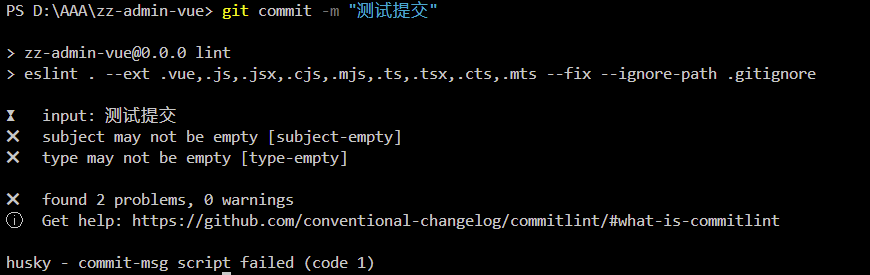 PS D:\AAA\zz-admin-vue> git commit -m "测试提交"
> zz-admin-vue@0.0.0 lint
> eslint . --ext .vue,.js,.jsx,.cjs,.mjs,.ts,.tsx,.cts,.mts --fix --ignore-path .gitignore
⧗ input: 测试提交
✖ subject may not be empty [subject-empty]
✖ type may not be empty [type-empty]
✖ found 2 problems, 0 warnings
ⓘ Get help: https://github.com/conventional-changelog/commitlint/#what-is-commitlint
husky - commit-msg script failed (code 1)